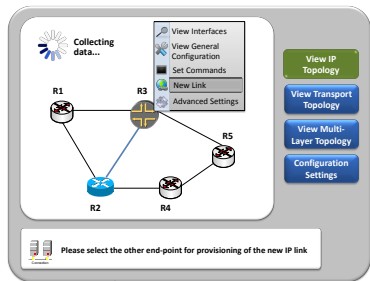 Collecting
data...
View Interfaces
View General
Configuration
Set Commands
New Link
Advanced Settings
View IP
Topology
View Transport
Topology
View Multi-
Layer Topology
Configuration
Settings
R1
R3
R5
R2
R4
Please select the other end-point for provisioning of the new IP link